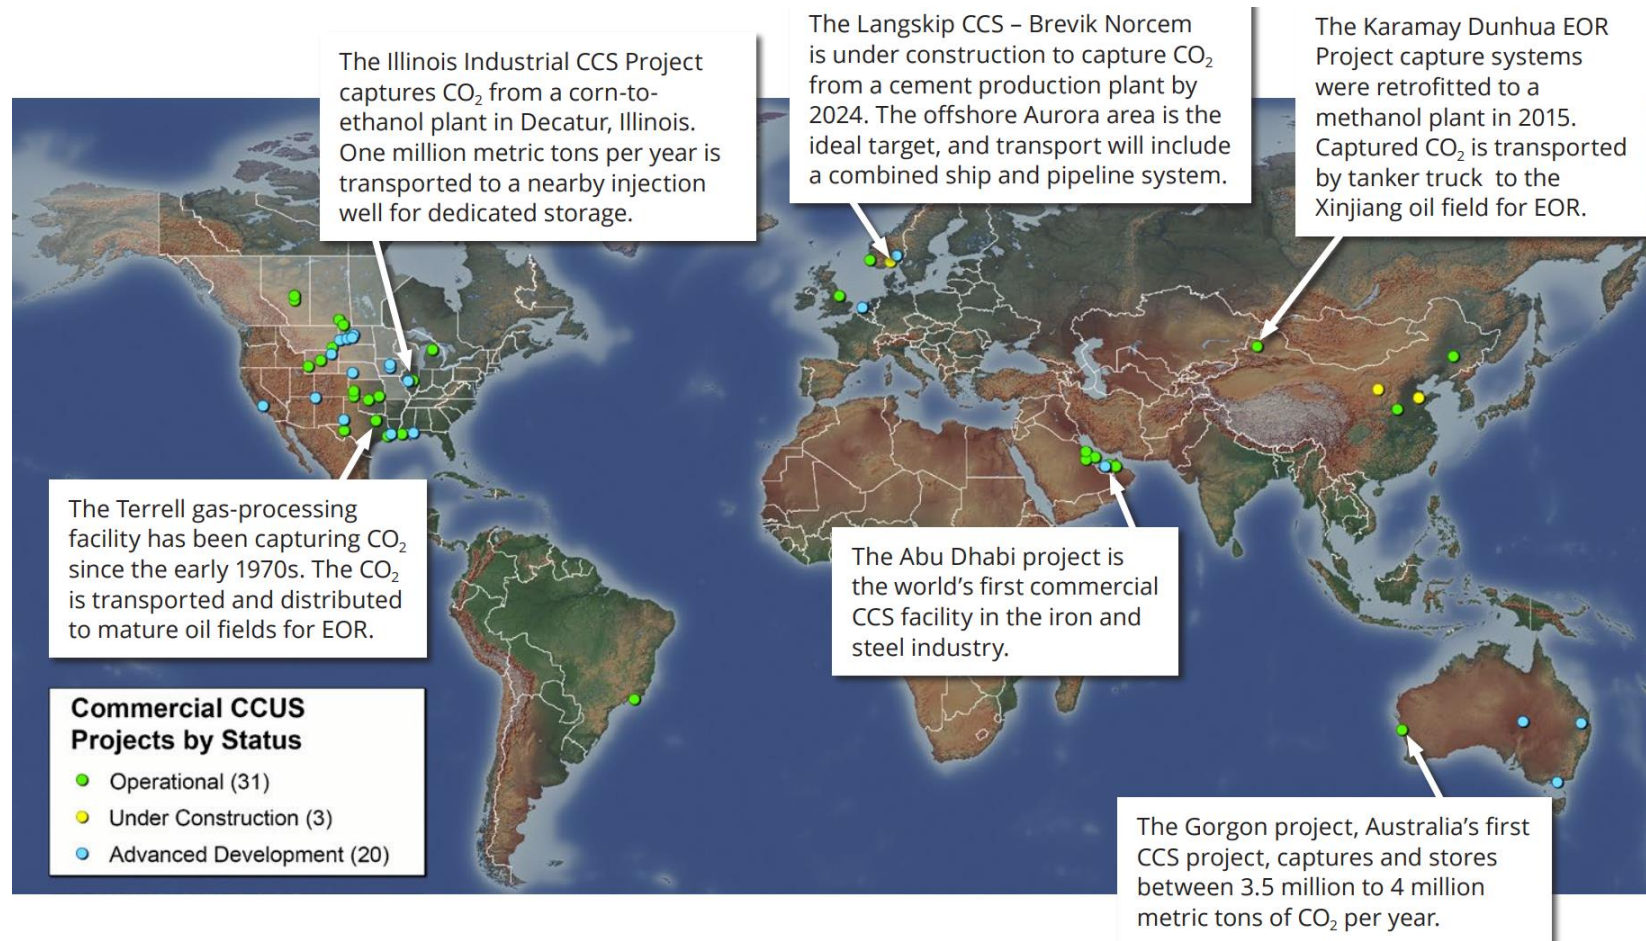 The Illinois Industrial CCS Project
captures CO₂ from a corn-to-
ethanol plant in Decatur, Illinois.
One million metric tons per year is
transported to a nearby injection
well for dedicated storage.
The Langskip CCS – Brevik Norcem
is under construction to capture CO₂
from a cement production plant by
2024. The offshore Aurora area is the
ideal target, and transport will include
a combined ship and pipeline system.
The Karamay Dunhua EOR
Project capture systems
were retrofitted to a
methanol plant in 2015.
Captured CO₂ is transported
by tanker truck to the
Xinjiang oil field for EOR.
The Terrell gas-processing
facility has been capturing CO₂
since the early 1970s. The CO₂
is transported and distributed
to mature oil fields for EOR.
The Abu Dhabi project is
the world’s first commercial
CCS facility in the iron and
steel industry.
Commercial CCUS
Projects by Status
Operational (31)
Under Construction (3)
Advanced Development (20)
The Gorgon project, Australia’s first
CCS project, captures and stores
between 3.5 million to 4 million
metric tons of CO₂ per year.